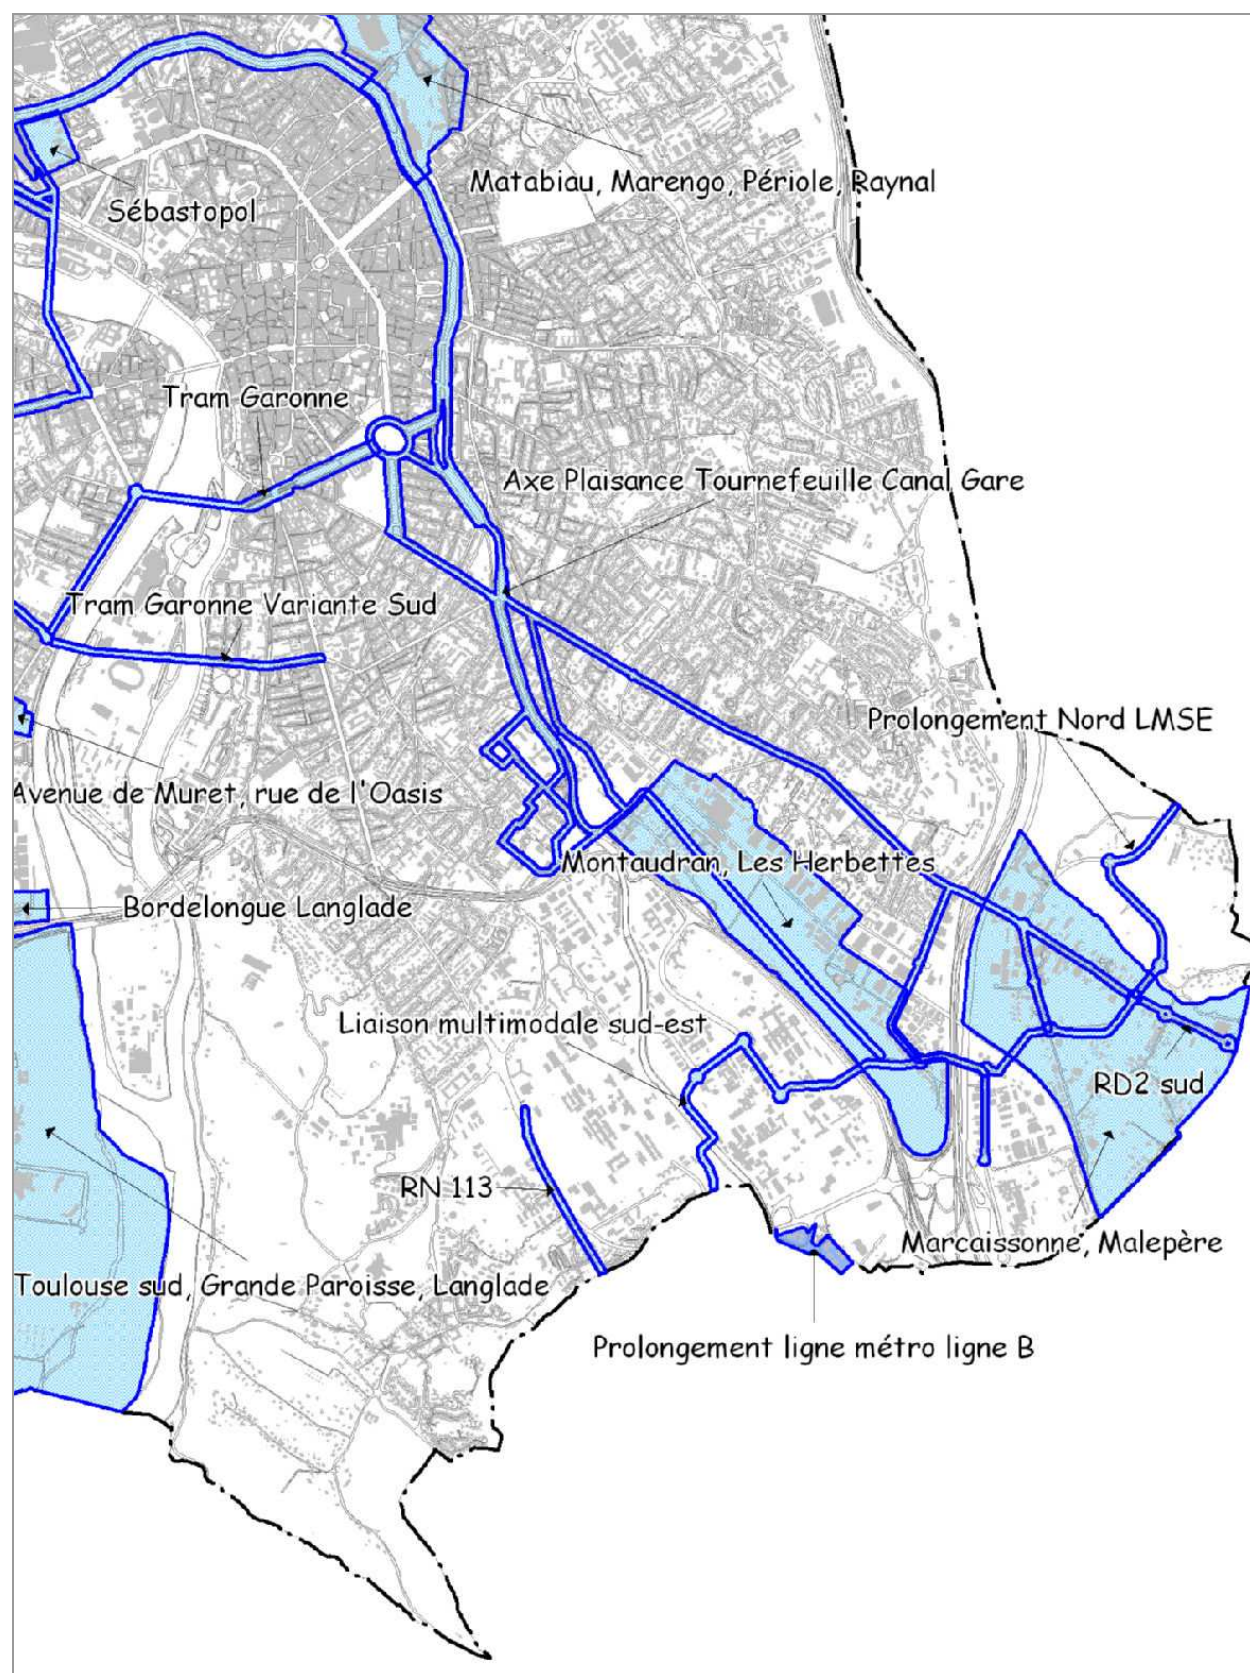 Matabiau, Marengo, Périole, Raynal
Sébastopol
Tram Garonne
Axe Plaisance Tournefeuille Canal Gare
Tram Garonne Variante Sud
Prolongement Nord LMSE
Avenue de Muret, rue de l'Oasis
Montaudran, Les Herbettes
Bordelongue Langlade
Liaison multimodale sud-est
RD2 sud
RN 113
Marcaissonne, Malepère
Toulouse sud, Grande Paroisse, Langlade
Prolongement ligne métro ligne B